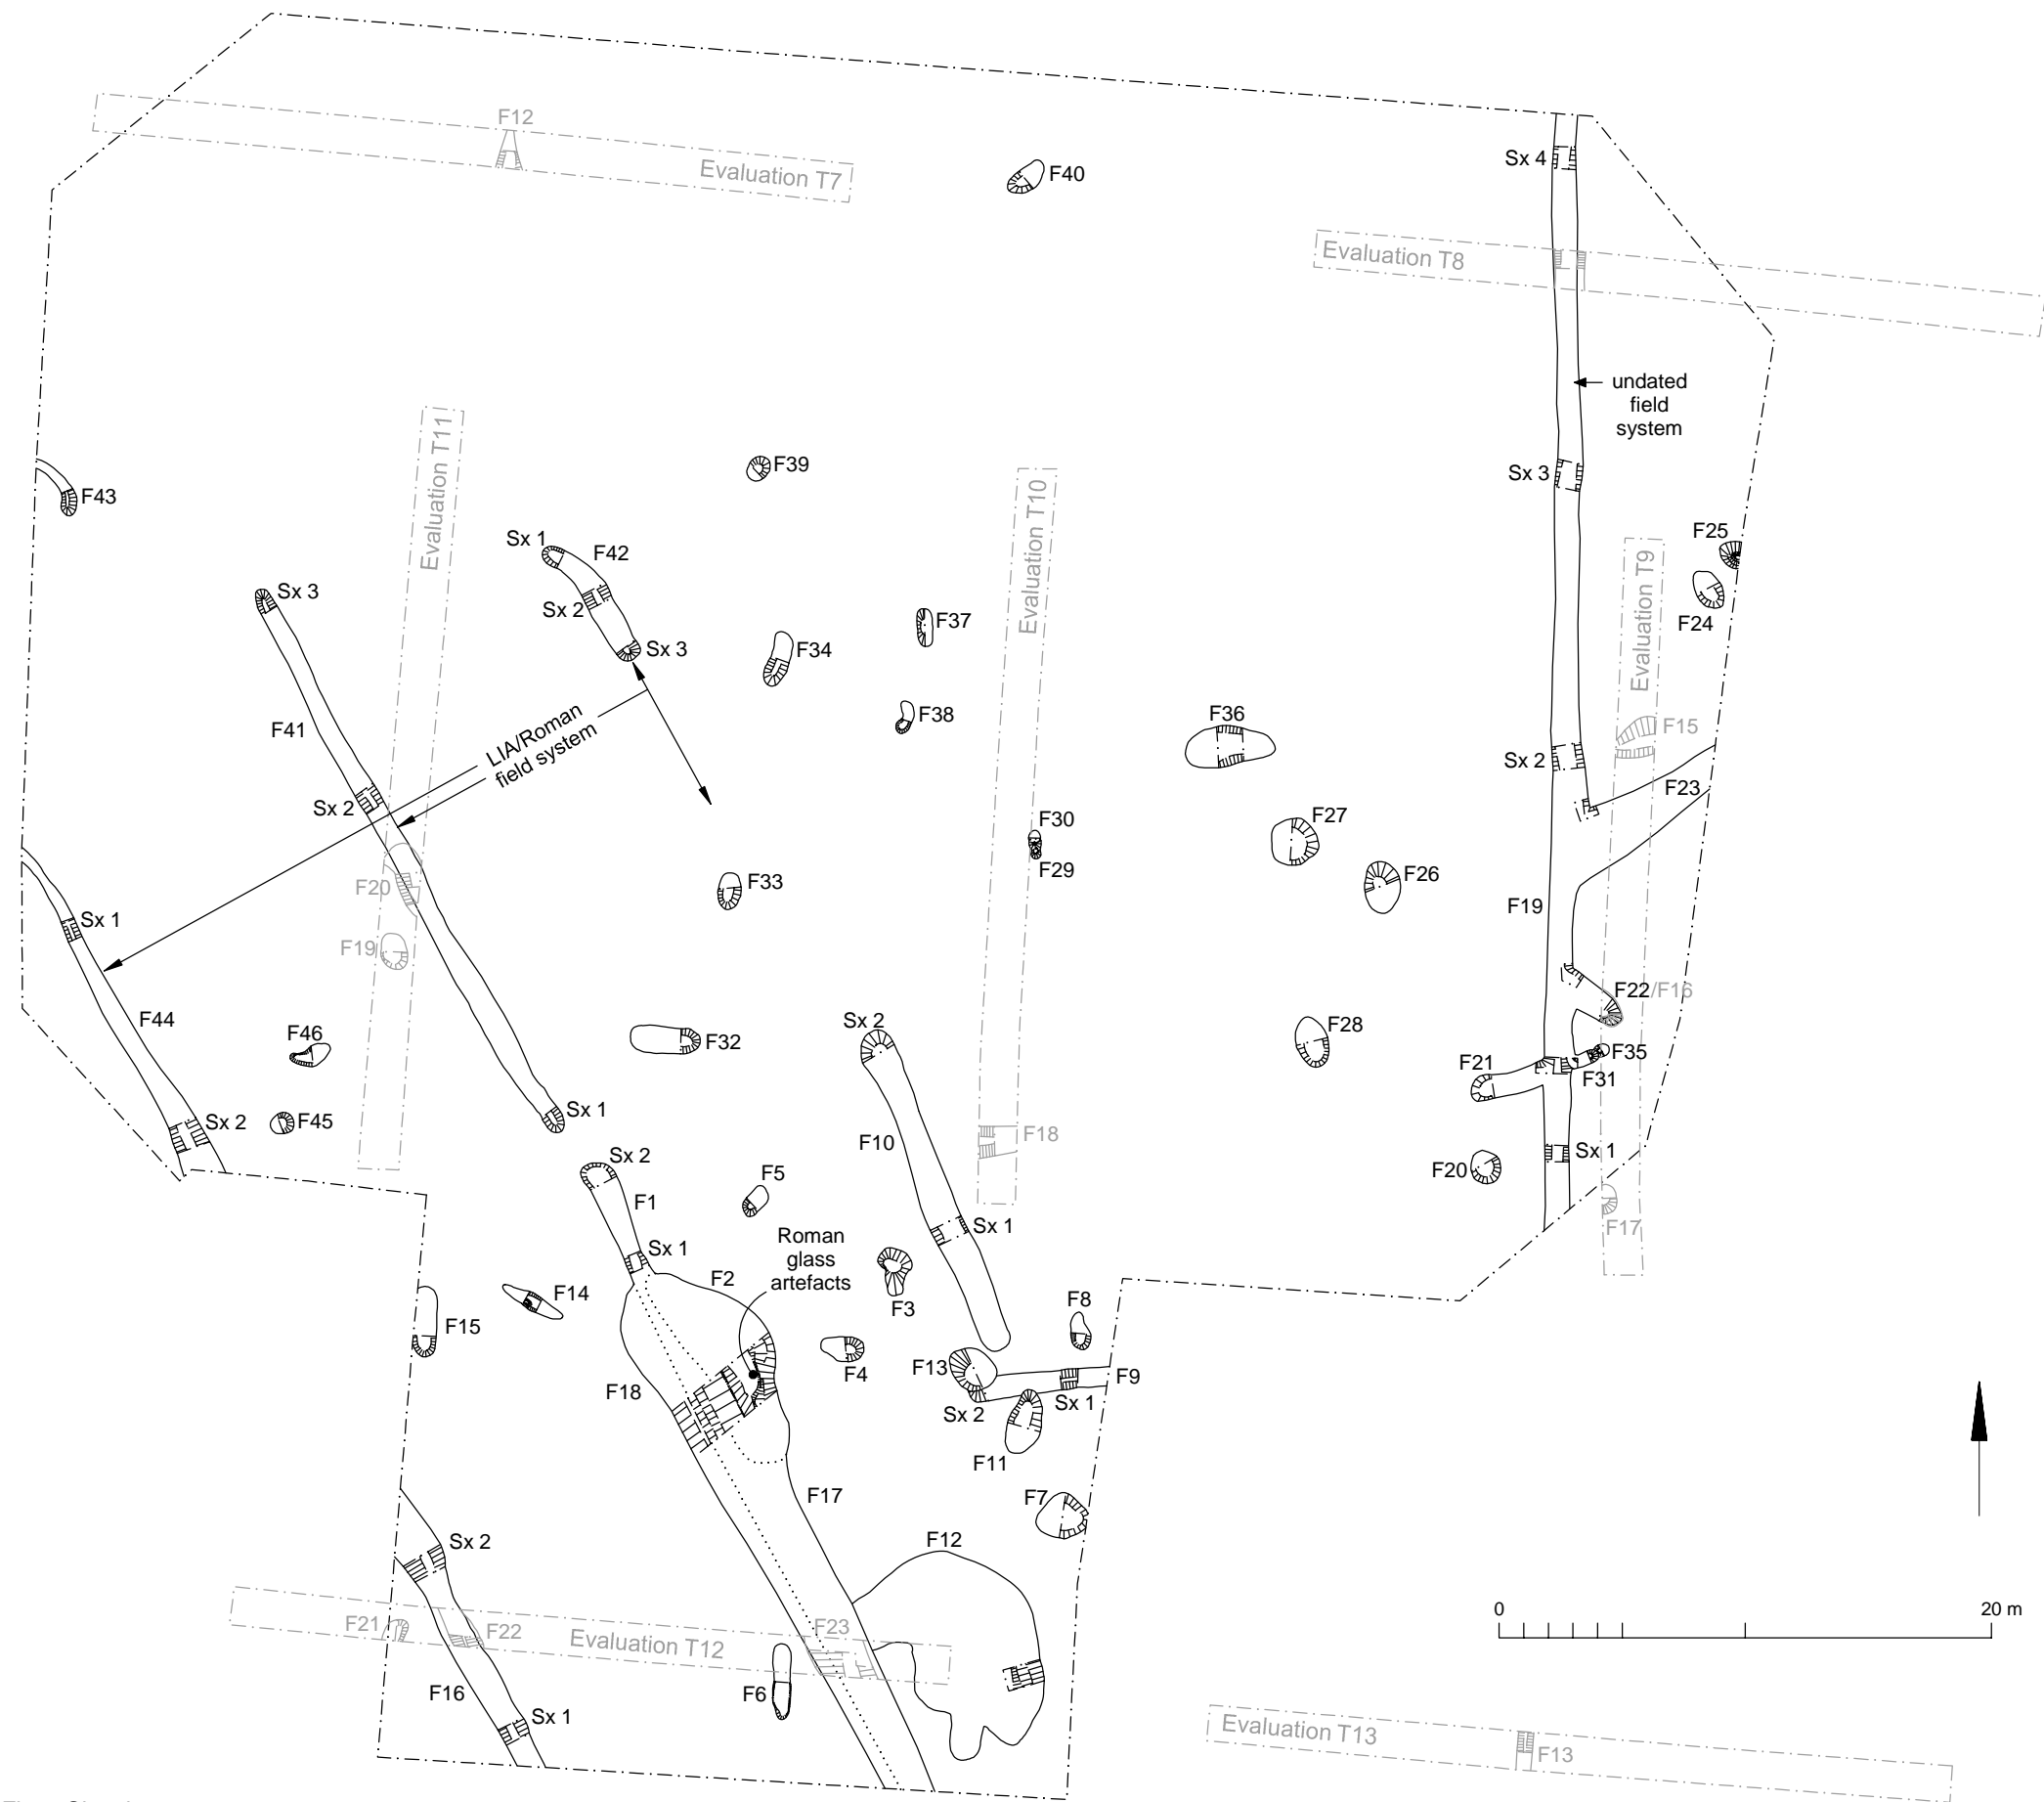 F12
Evaluation T7
F40
Sx 4
Evaluation T8
undated
field
system
Evaluation T11
F39
F43
Sx 3
Evaluation T10
Sx 1
F42
F25
Sx 3
Sx 2
F24
Evaluation T9
F37
Sx 3
F34
F41
F38
F36
F15
LIA/Roman
field system
Sx 2
F23
Sx 2
F30
F27
F29
F26
F20
F33
F19
Sx 1
F19
F22/F16
F44
Sx 2
F46
F32
F28
F35
F21
F31
Sx 1
Sx 2
F45
F10
F18
Sx 1
Sx 2
F5
F20
F1
Sx 1
F17
Roman
glass
artefacts
Sx 1
F2
F14
F3
F8
F15
F4
F13
F9
F18
Sx 2
Sx 1
F11
F17
F7
Sx 2
F12
0
20 m
F21
F22
Evaluation T12
F23
F16
F6
Sx 1
Evaluation T13
F13